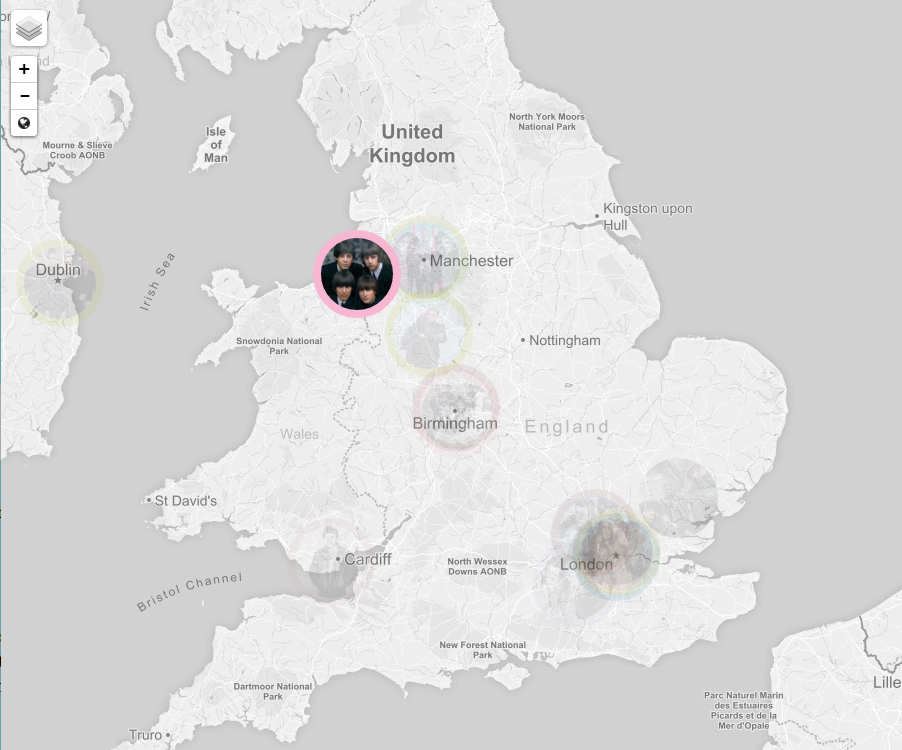 +
−
United
Kingdom
North York Moors
National Park
Isle
of
Man
Mourne & Slieve
Croob AONB
Kingston upon
Hull
Manchester
Dublin
Irish Sea
Snowdonia National
Park
Nottingham
Birmingham
England
Wales
St David's
Cardiff
London
North Wessex
Downs AONB
Bristol Channel
New Forest National
Park
Dartmoor National
Park
Lille
Parc Naturel Marin
des Estuaires
Picards et de la
Mer d'Opale
Truro